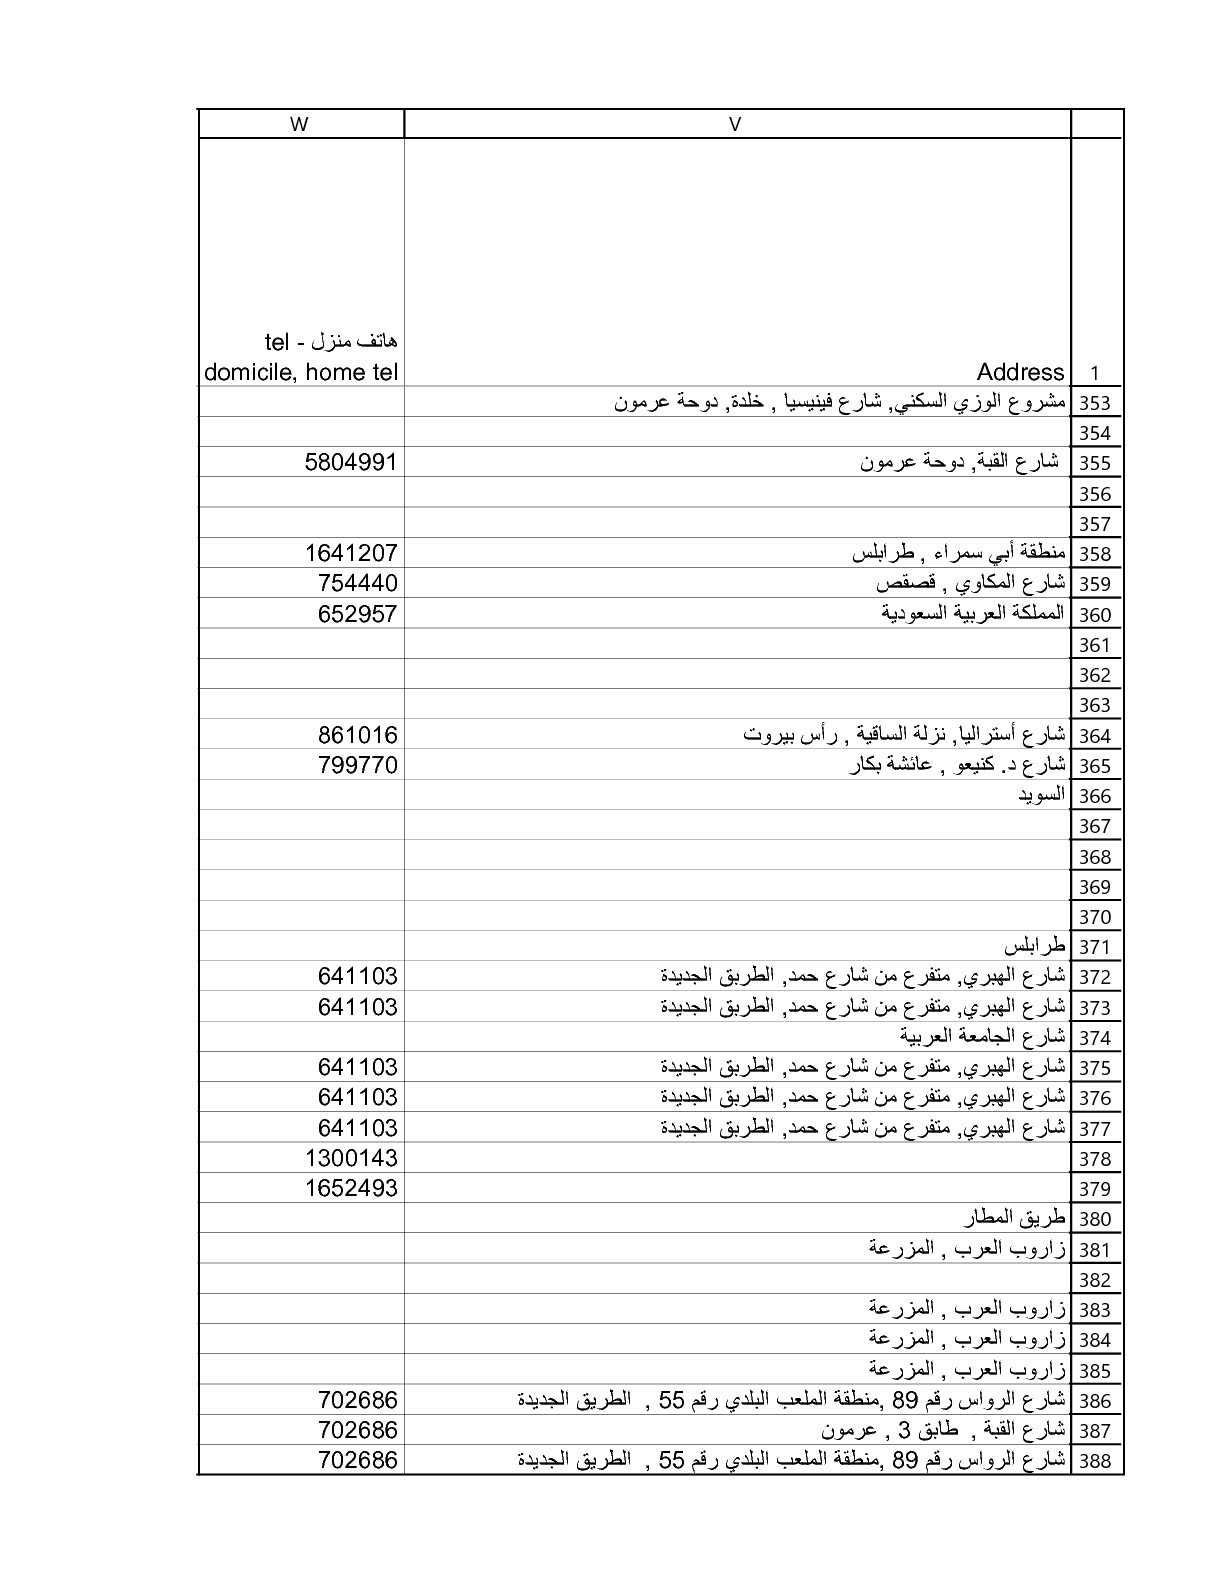 V W
1 Address هاتف منزل - tel
domicile, home tel
353 مشروع الوزي السكني, شارع فينيسيا , خلدة, دوحة عرمون
354
355 شارع القبة, دوحة عرمون 5804991
356
357
358 منطقة أبي سمراء , طرابلس 1641207
359 شارع المكاوي , قصقص 754440
360 المملكة العربية السعودية 652957
361
362
363
364 شارع أستراليا, نزلة الساقية , رأس بيروت 861016
365 شارع د. كنيعو , عائشة بكار 799770
366 السويد
367
368
369
370
371 طرابلس
372 شارع الهبري, متفرع من شارع حمد, الطربق الجديدة 641103
373 شارع الهبري, متفرع من شارع حمد, الطربق الجديدة 641103
374 شارع الجامعة العربية
375 شارع الهبري, متفرع من شارع حمد, الطربق الجديدة 641103
376 شارع الهبري, متفرع من شارع حمد, الطربق الجديدة 641103
377 شارع الهبري, متفرع من شارع حمد, الطربق الجديدة 641103
378 1300143
379 1652493
380 طريق المطار
381 زاروب العرب , المزرعة
382
383 زاروب العرب , المزرعة
384 زاروب العرب , المزرعة
385 زاروب العرب , المزرعة
386 شارع الرواس رقم 89 ,منطقة الملعب البلدي رقم 55 , الطريق الجديدة 702686
387 شارع القبة , طابق 3 , عرمون 702686
388 شارع الرواس رقم 89 ,منطقة الملعب البلدي رقم 55 , الطريق الجديدة 702686